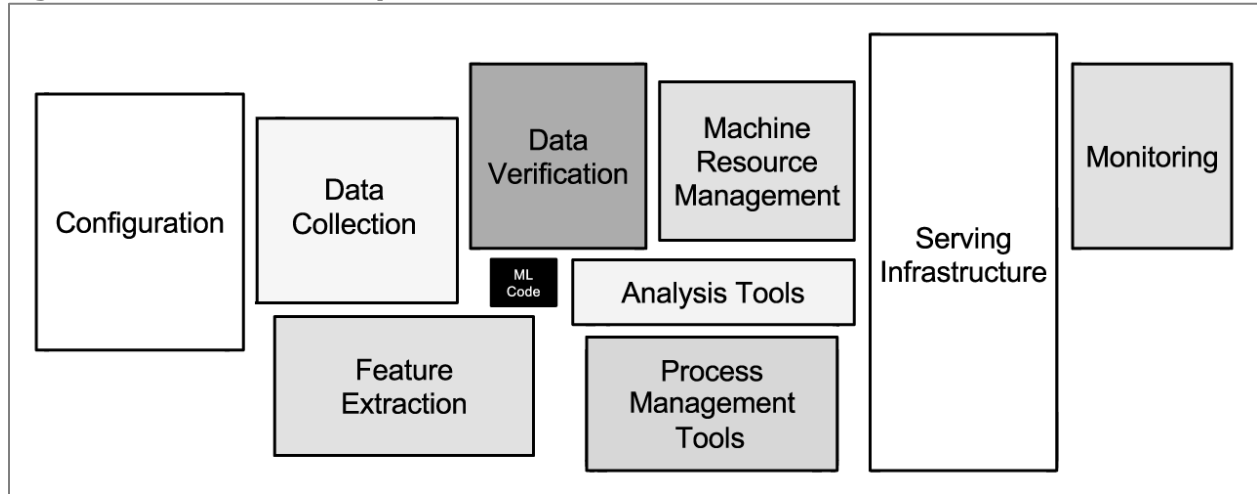 Configuration
Data
Collection
Data
Verification
Machine
Resource
Management
Serving
Infrastructure
Monitoring
ML
Code
Analysis Tools
Feature
Extraction
Process
Management
Tools